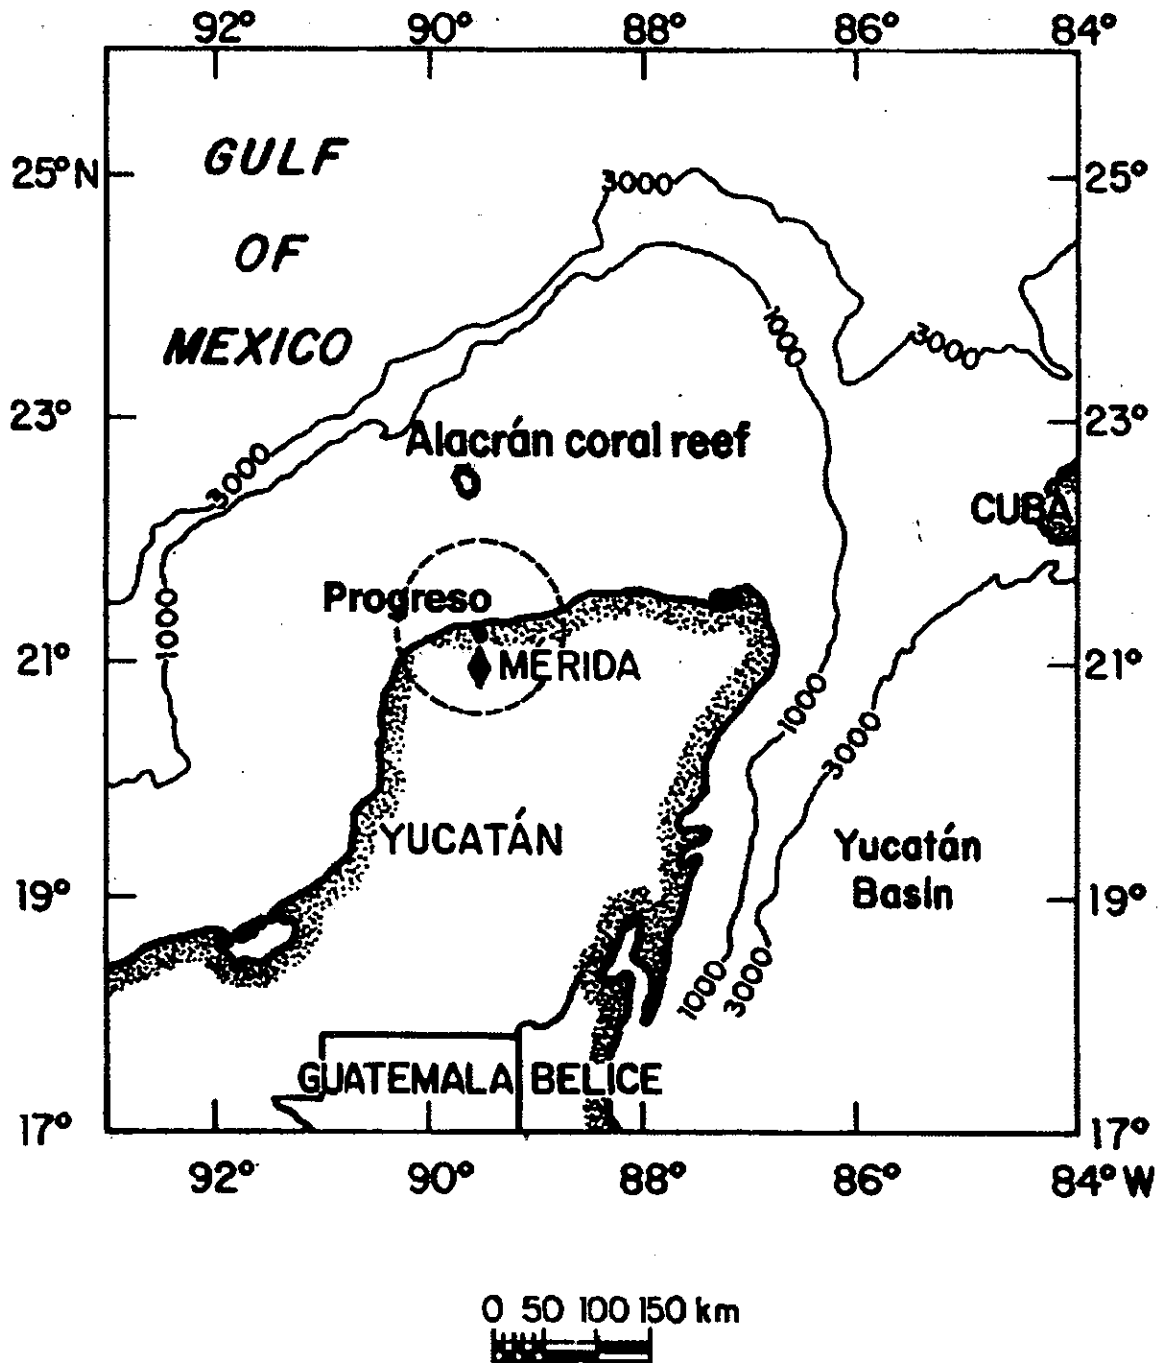 92° 90° 88° 86° 84°
GULF
25°N 3000 25°
OF
1000
MEXICO 3000
23° 23°
Alacrán coral reef
3000
CUBA
Progreso
1000
21° MÉRIDA 21°
1000
3000
YUCATÁN Yucatán
19° Basin 19°
1000 3000
GUATEMALA BELICE
17° 17°
92° 90° 88° 86° 84°W
0 50 100 150 km